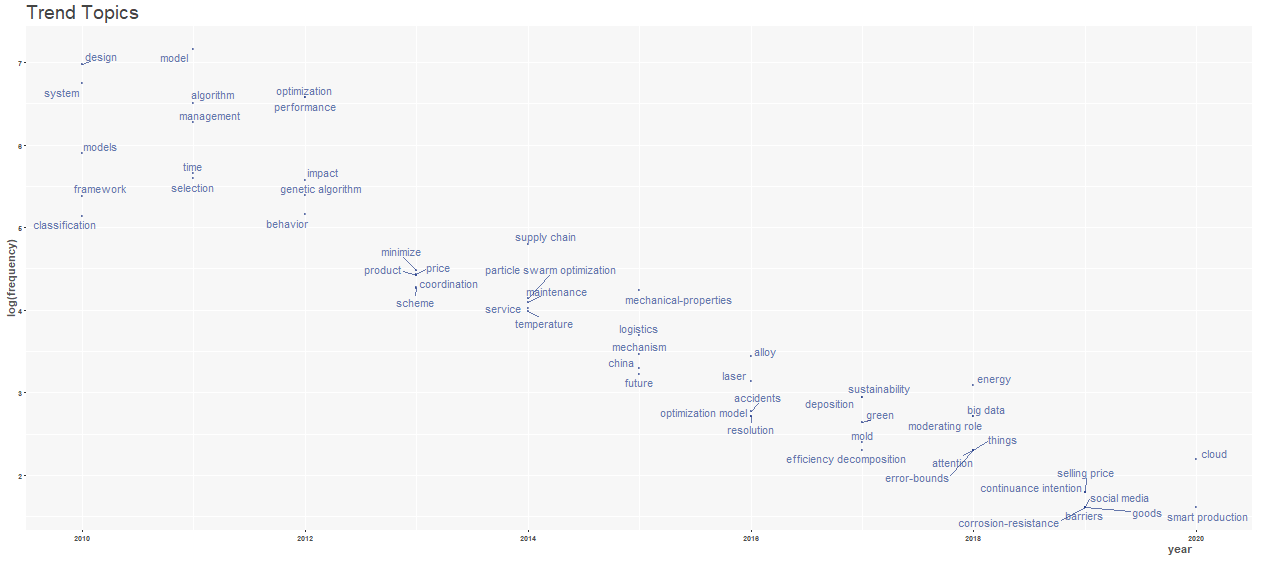 Trend Topics
design
model
7
system
algorithm
optimization
management
performance
models
6
time
impact
framework
selection
genetic algorithm
classification
behavior
5
supply chain
minimize
product
price
particle swarm optimization
coordination
maintenance
scheme
mechanical-properties
service
4
temperature
logistics
mechanism
alloy
china
laser
future
energy
sustainability
3
accidents
deposition
optimization model
green
big data
resolution
moderating role
mold
things
efficiency decomposition
attention
cloud
error-bounds
selling price
2
continuance intention
social media
goods
barriers
corrosion-resistance
smart production
log(frequency)
2010
2012
2014
2016
2018
2020
year